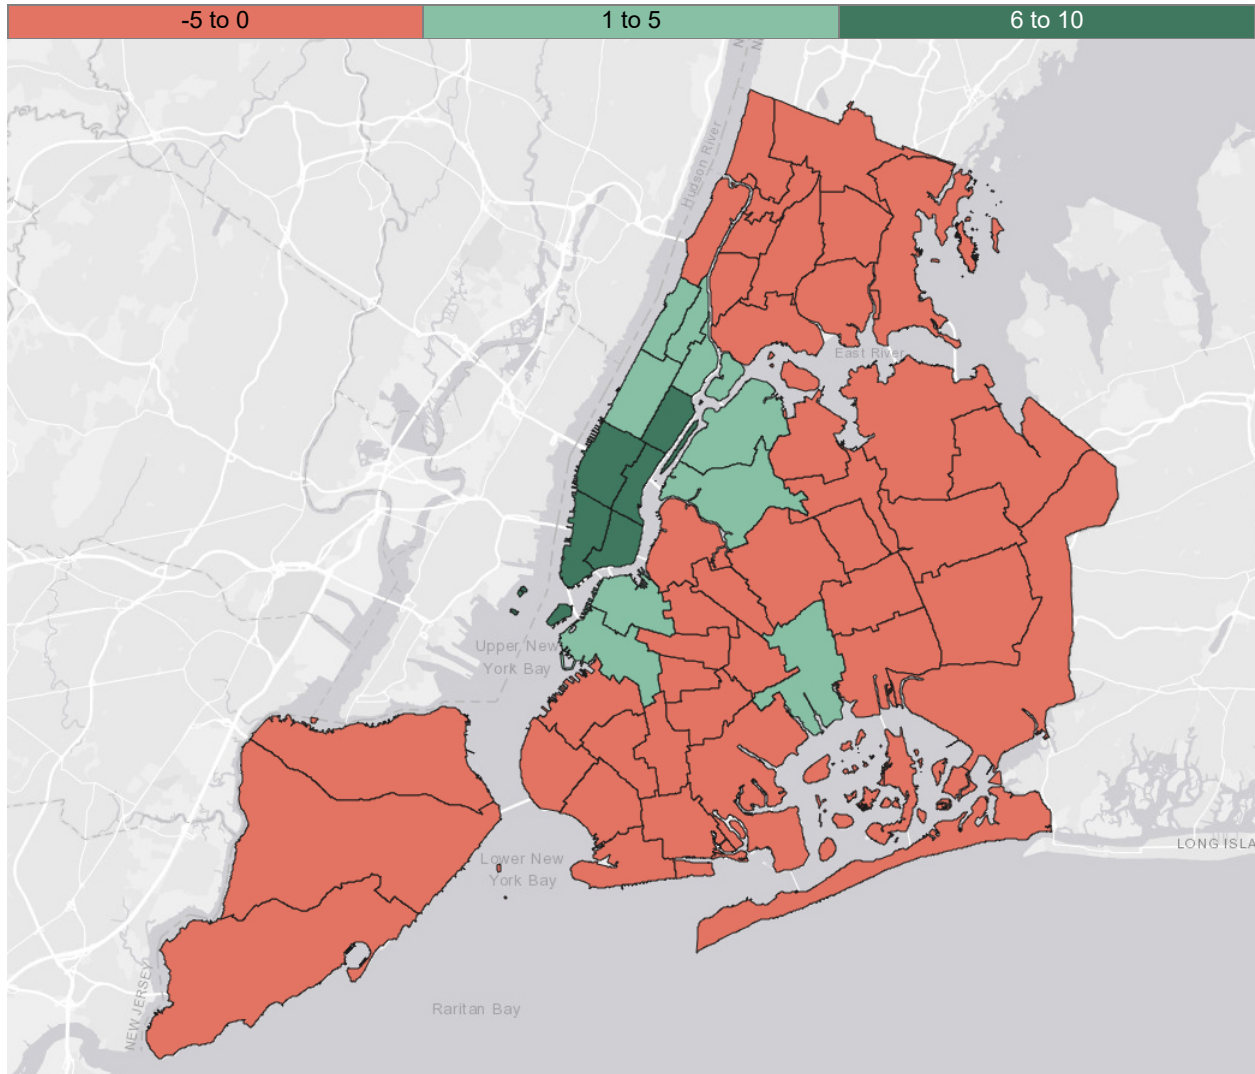 -5 to 0
1 to 5
6 to 10
Hudson River
East River
Upper New
York Bay
Lower New
York Bay
LONG ISLA
NEW JERSEY
Raritan Bay